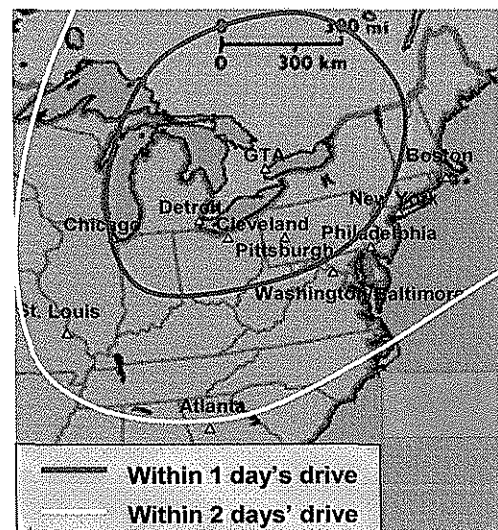 0 300 mi
0 300 km
GTA
Boston
Detroit
New York
Chicago
Cleveland
Philadelphia
Pittsburgh
Washington/Baltimore
St. Louis
Atlanta
Within 1 day's drive
Within 2 days' drive